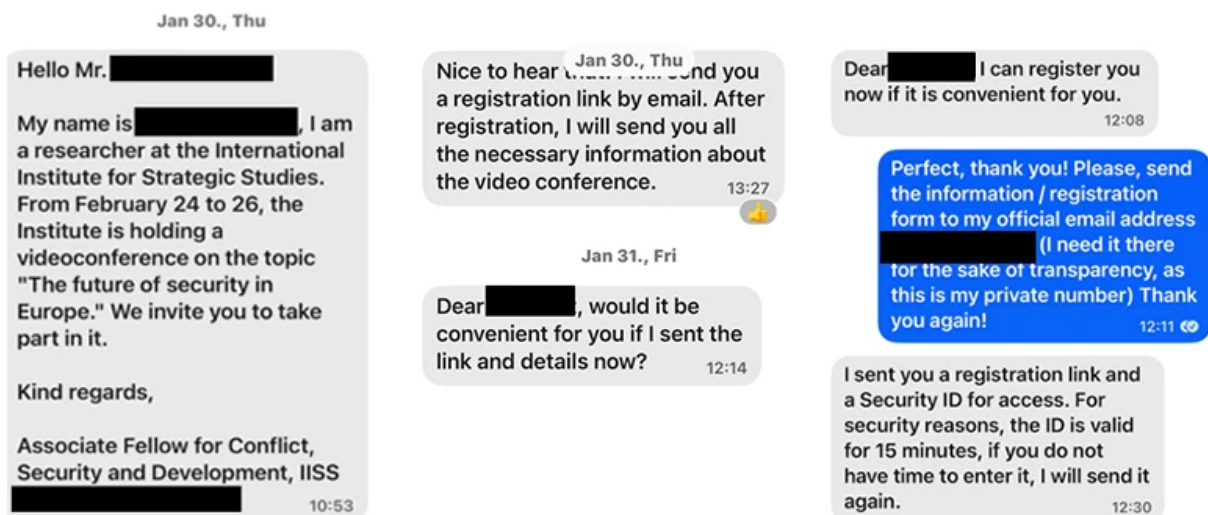 Jan 30., Thu
Hello Mr.
My name is , I am
a researcher at the International
Institute for Strategic Studies.
From February 24 to 26, the
Institute is holding a
videoconference on the topic
"The future of security in
Europe." We invite you to take
part in it.
Kind regards,
Associate Fellow for Conflict,
Security and Development, IISS
10:53
Jan 30., Thu
Nice to hear I will send you
a registration link by email. After
registration, I will send you all
the necessary information about
the video conference.
13:27
Jan 31., Fri
Dear , would it be
convenient for you if I sent the
link and details now?
12:14
Dear I can register you
now if it is convenient for you.
12:08
Perfect, thank you! Please, send
the information / registration
form to my official email address
(I need it there
for the sake of transparency, as
this is my private number) Thank
you again!
12:11
I sent you a registration link and
a Security ID for access. For
security reasons, the ID is valid
for 15 minutes, if you do not
have time to enter it, I will send it
again.
12:30